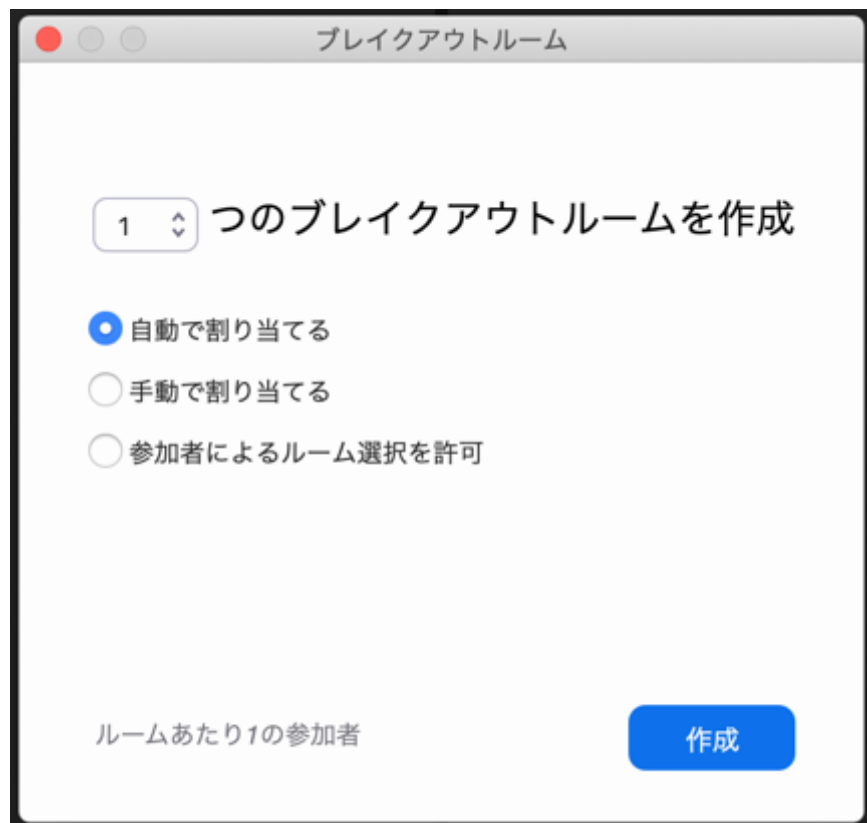 ブレイクアウトルーム
1 つのブレイクアウトルームを作成
自動で割り当てる
手動で割り当てる
参加者によるルーム選択を許可
ルームあたり1の参加者
作成